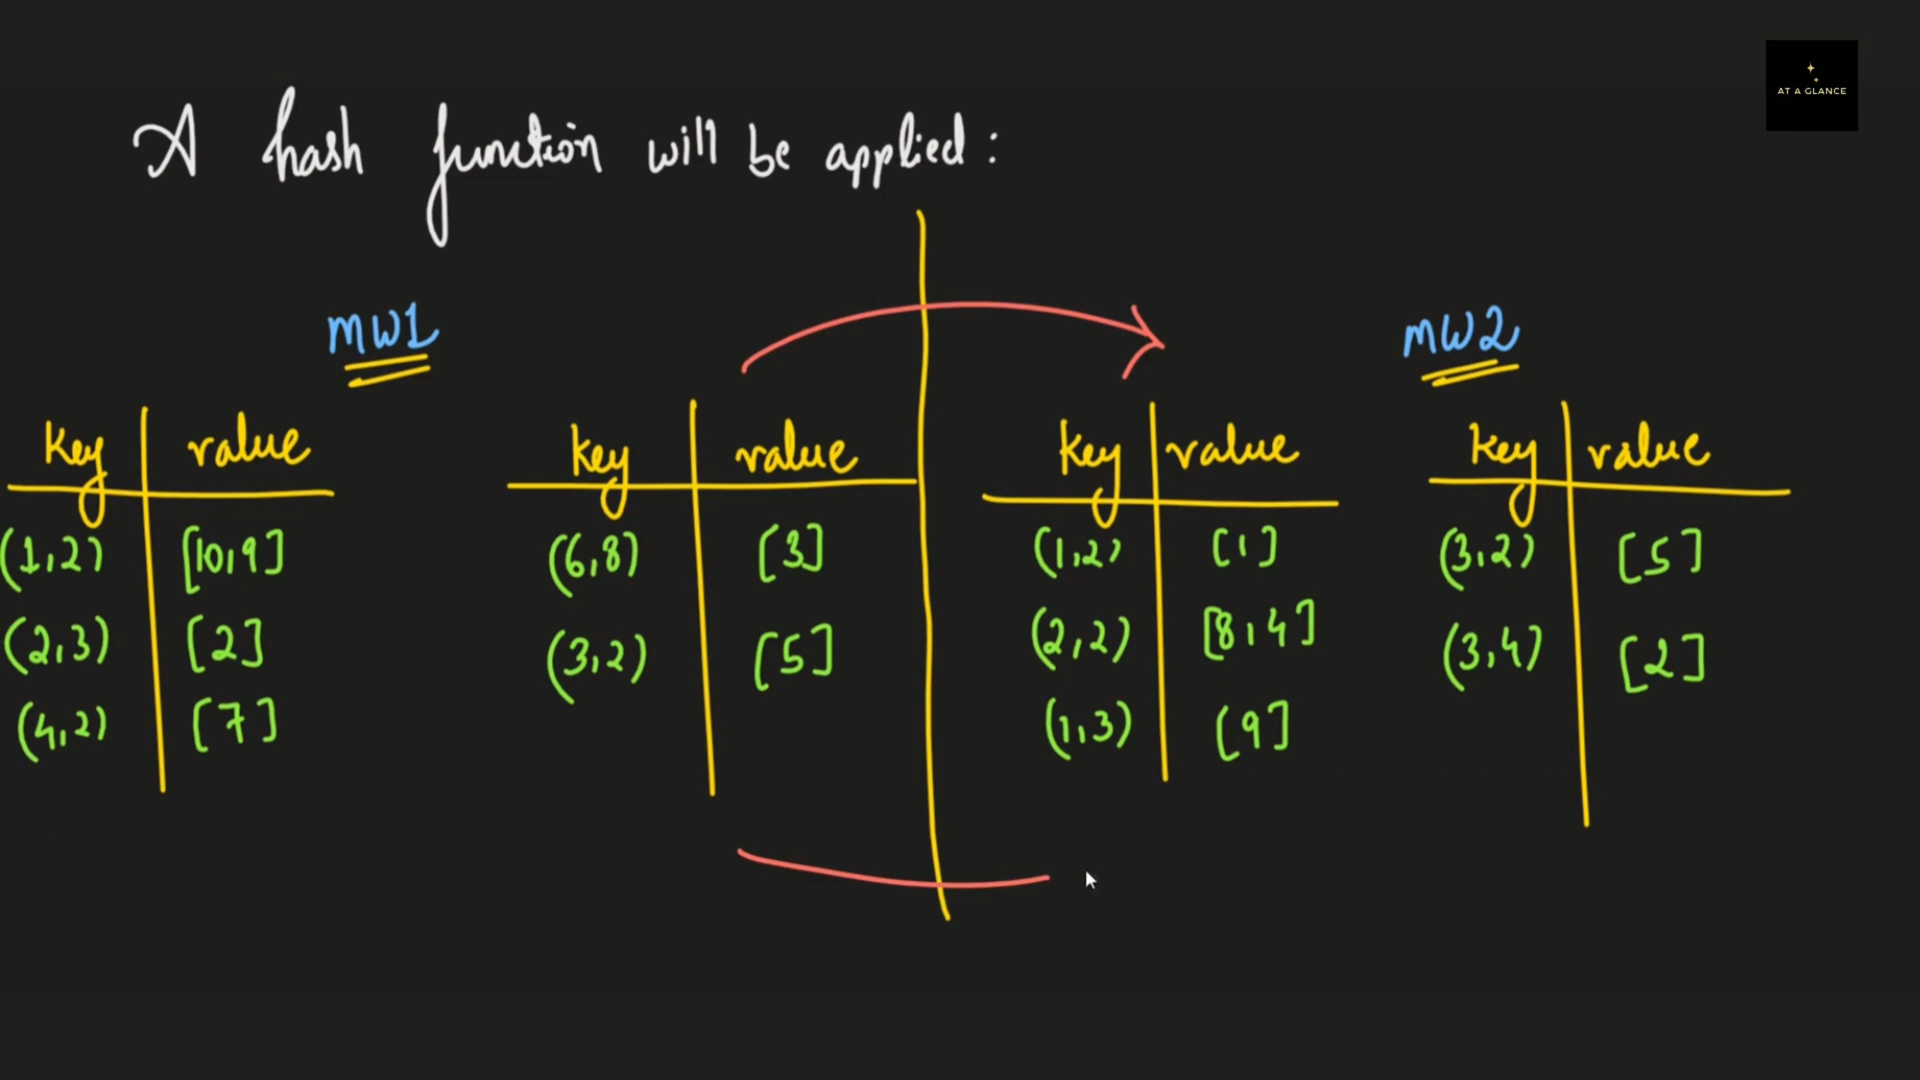 AT A GLANCE
A hash function will be applied:
MW1 MW2
key value key value key value key value
(1,2) [10,9] (6,8) [3] (1,2) [1] (3,2) [5]
(2,3) [2] (3,2) [5] (2,2) [8,4] (3,4) [2]
(4,2) [7] (1,3) [9]